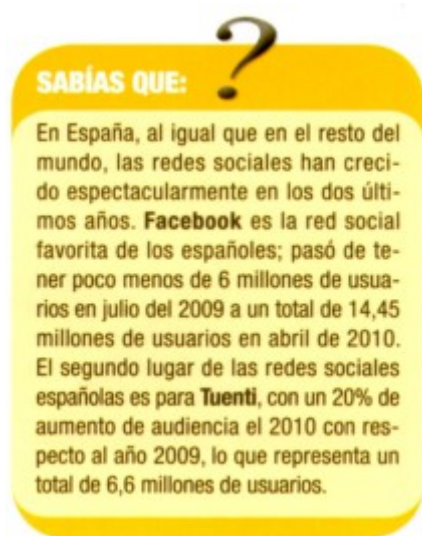 ?
SABÍAS QUE:
En España, al igual que en el resto del
mundo, las redes sociales han creci-
do espectacularmente en los dos últi-
mos años. Facebook es la red social
favorita de los españoles; pasó de te-
ner poco menos de 6 millones de usua-
rios en julio del 2009 a un total de 14,45
millones de usuarios en abril de 2010.
El segundo lugar de las redes sociales
españolas es para Tuenti, con un 20% de
aumento de audiencia el 2010 con res-
pecto al año 2009, lo que representa un
total de 6,6 millones de usuarios.